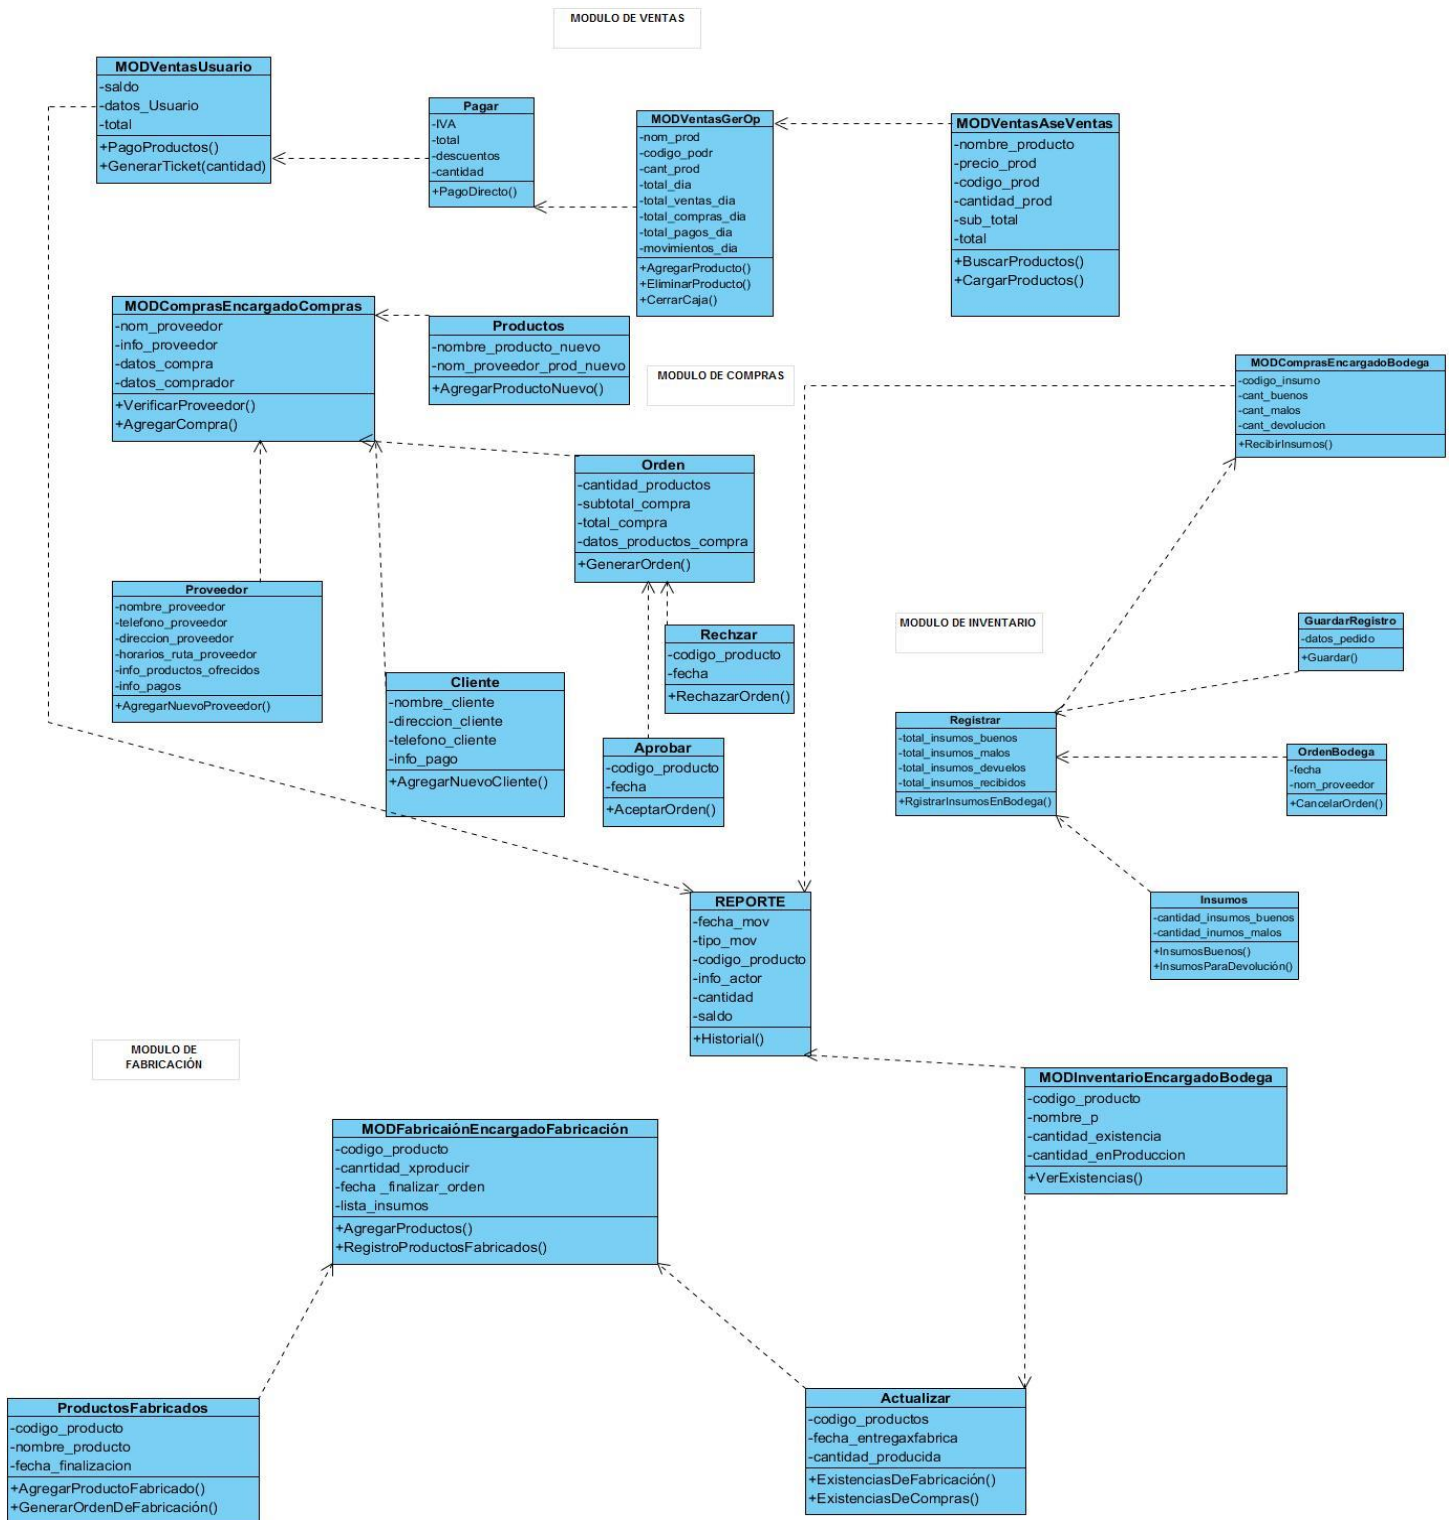 MODULO DE VENTAS
MODVentasUsuario
-saldo
-datos_Usuario
-total
+PagoProductos()
+GenerarTicket(cantidad)
Pagar
-IVA
-total
-descuentos
-cantidad
+PagoDirecto()
MODVentasGerOp
-nom_prod
-codigo_podr
-cant_prod
-total_dia
-total_ventas_dia
-total_compras_dia
-total_pagos_dia
-movimientos_dia
+AgregarProducto()
+EliminarProducto()
+CerrarCaja()
MODVentasAseVentas
-nombre_producto
-precio_prod
-codigo_prod
-cantidad_prod
-sub_total
-total
+BuscarProductos()
+CargarProductos()
MODComprasEncargadoCompras
-nom_proveedor
-info_proveedor
-datos_compra
-datos_comprador
+VerificarProveedor()
+AgregarCompra()
Productos
-nombre_producto_nuevo
-nom_proveedor_prod_nuevo
+AgregarProductoNuevo()
MODULO DE COMPRAS
MODComprasEncargadoBodega
-codigo_insumo
-cant_buenos
-cant_malos
-cant_devolucion
+RecibirInsumos()
Orden
-cantidad_productos
-subtotal_compra
-total_compra
-datos_productos_compra
+GenerarOrden()
Proveedor
-nombre_proveedor
-telefono_proveedor
-direccion_proveedor
-horarios_ruta_proveedor
-info_productos_ofrecidos
-info_pagos
+AgregarNuevoProveedor()
Cliente
-nombre_cliente
-direccion_cliente
-telefono_cliente
-info_pago
+AgregarNuevoCliente()
Rechzar
-codigo_producto
-fecha
+RechazarOrden()
Aprobar
-codigo_producto
-fecha
+AceptarOrden()
MODULO DE INVENTARIO
GuardarRegistro
-datos_pedido
+Guardar()
Registrar
-total_insumos_buenos
-total_insumos_malos
-total_insumos_devuelos
-total_insumos_recibidos
+RgistrarInsumosEnBodega()
OrdenBodega
-fecha
-nom_proveedor
+CancelarOrden()
Insumos
-cantidad_insumos_buenos
-cantidad_inumos_malos
+InsumosBuenos()
+InsumosParaDevolución()
REPORTE
-fecha_mov
-tipo_mov
-codigo_producto
-info_actor
-cantidad
-saldo
+Historial()
MODULO DE
FABRICACIÓN
MODInventarioEncargadoBodega
-codigo_producto
-nombre_p
-cantidad_existencia
-cantidad_enProduccion
+VerExistencias()
MODFabricaiónEncargadoFabricación
-codigo_producto
-canrtidad_xproducir
-fecha _finalizar_orden
-lista_insumos
+AgregarProductos()
+RegistroProductosFabricados()
ProductosFabricados
-codigo_producto
-nombre_producto
-fecha_finalizacion
+AgregarProductoFabricado()
+GenerarOrdenDeFabricación()
Actualizar
-codigo_productos
-fecha_entregaxfabrica
-cantidad_producida
+ExistenciasDeFabricación()
+ExistenciasDeCompras()